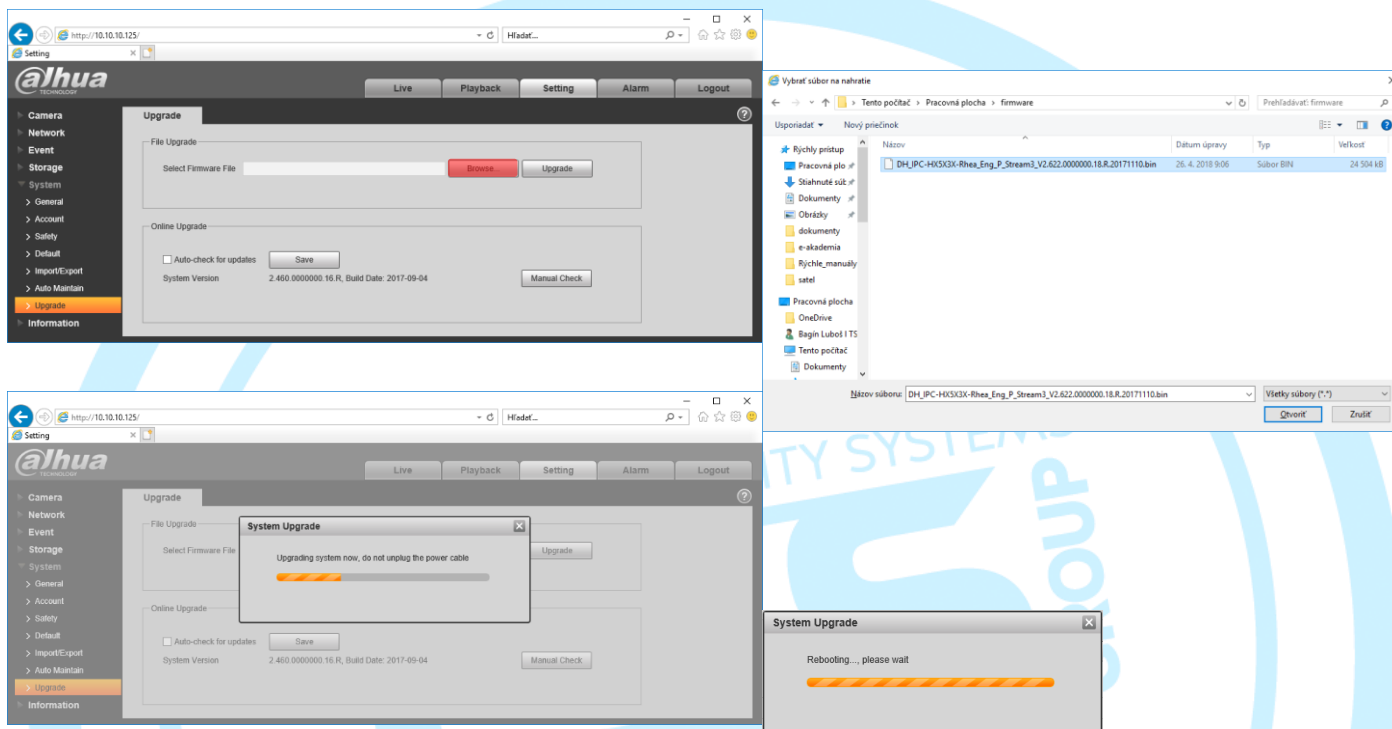 http://10.10.10.125/
Hľadať...
Setting
alhua
TECHNOLOGY
Live
Playback
Setting
Alarm
Logout
Camera
Network
Event
Storage
System
General
Account
Safety
Default
Import/Export
Auto Maintain
Upgrade
Information
Upgrade
File Upgrade
Select Firmware File
Browse...
Upgrade
Online Upgrade
Auto-check for updates
Save
System Version
2.460.0000000.16.R, Build Date: 2017-09-04
Manual Check
Vybrať súbor na nahratie
Tento počítač
Pracovná plocha
firmware
Prehľadávať: firmware
Usporiadať
Nový priečinok
Názov
Dátum úpravy
Typ
Veľkosť
Rýchly prístup
Pracovná plo
Stiahnuté súb
Dokumenty
Obrázky
dokumenty
e-akademia
Rýchle_manuály
satel
Pracovná plocha
OneDrive
Bagin Luboš I TS
Tento počítač
Dokumenty
DH_IPC-HX5X3X-Rhea_Eng_P_Stream3_V2.622.0000000.18.R.20171110.bin
26. 4. 2018 9:06
Súbor BIN
24 504 kB
Názov súboru:
DH_IPC-HX5X3X-Rhea_Eng_P_Stream3_V2.622.0000000.18.R.20171110.bin
Všetky súbory (*.*)
Otvoriť
Zrušiť
http://10.10.10.125/
Hľadať...
Setting
alhua
TECHNOLOGY
Live
Playback
Setting
Alarm
Logout
Camera
Network
Event
Storage
System
General
Account
Safety
Default
Import/Export
Auto Maintain
Upgrade
Information
Upgrade
File Upgrade
Select Firmware File
Upgrade
System Upgrade
Upgrading system now, do not unplug the power cable
Online Upgrade
Auto-check for updates
Save
System Version
2.460.0000000.16.R, Build Date: 2017-09-04
Manual Check
ITY SYSTEMS
GROUP
System Upgrade
Rebooting..., please wait